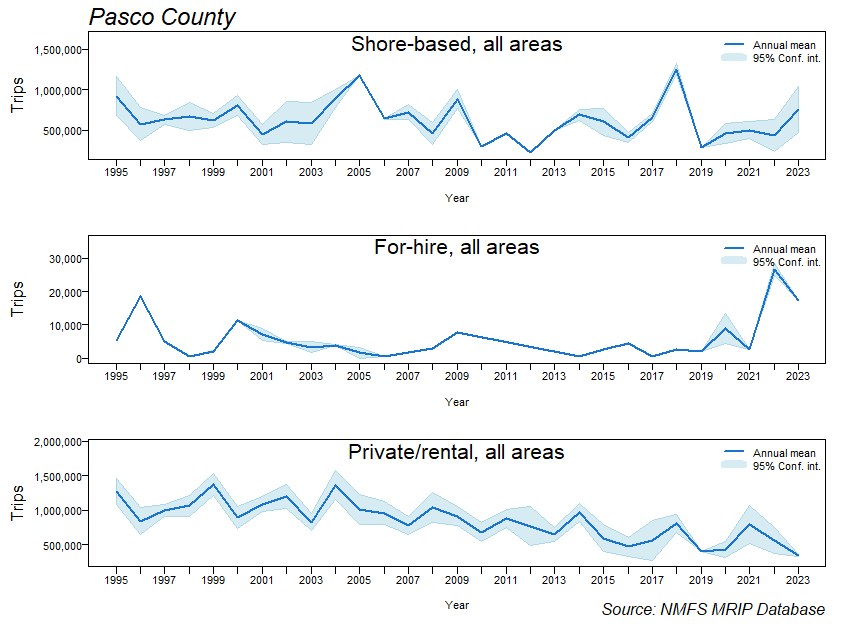 Pasco County
Shore-based, all areas
Annual mean
95% Conf. int.
Trips
1,500,000
1,000,000
500,000
1995 1997 1999 2001 2003 2005 2007 2009 2011 2013 2015 2017 2019 2021 2023
Year
For-hire, all areas
Annual mean
95% Conf. int.
Trips
30,000
20,000
10,000
0
1995 1997 1999 2001 2003 2005 2007 2009 2011 2013 2015 2017 2019 2021 2023
Year
Private/rental, all areas
Annual mean
95% Conf. int.
Trips
2,000,000
1,500,000
1,000,000
500,000
1995 1997 1999 2001 2003 2005 2007 2009 2011 2013 2015 2017 2019 2021 2023
Year
Source: NMFS MRIP Database